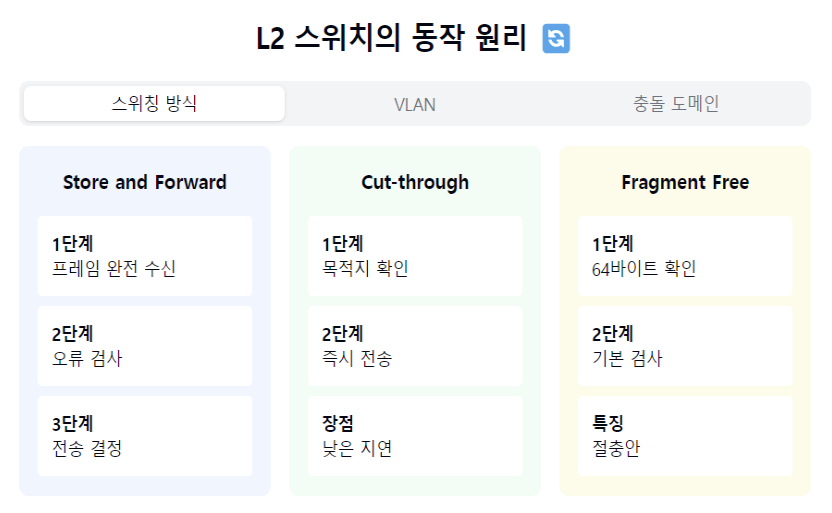 L2 스위치의 동작 원리 🔄
스위칭 방식
VLAN
충돌 도메인
Store and Forward
1단계
프레임 완전 수신
2단계
오류 검사
3단계
전송 결정
Cut-through
1단계
목적지 확인
2단계
즉시 전송
장점
낮은 지연
Fragment Free
1단계
64바이트 확인
2단계
기본 검사
특징
절충안